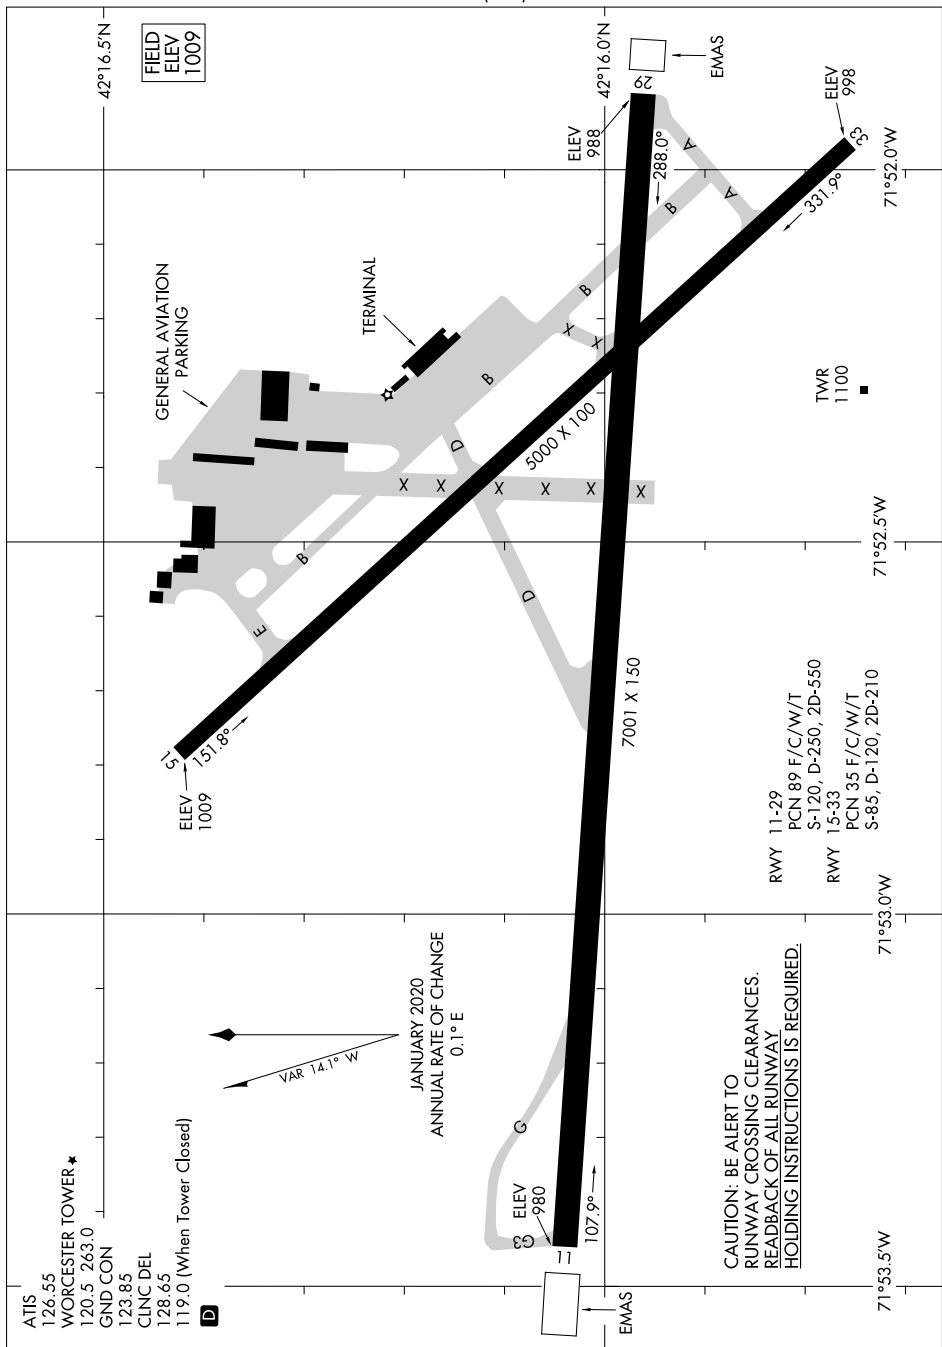 ATIS
126.55
WORCESTER TOWER ★
120.5 263.0
GND CON
123.85
CLNC DEL
128.65
119.0 (When Tower Closed)
D
VAR 14.1° W
JANUARY 2020
ANNUAL RATE OF CHANGE
0.1° E
FIELD
ELEV
1009
42°16.5'N
42°16.0'N
GENERAL AVIATION
PARKING
TERMINAL
ELEV
1009
15
151.8°
E
B
B
B
B
D
D
X
X
X
X
X
X
X
X
5000 X 100
7001 X 150
A
A
ELEV
988
29
288.0°
EMAS
ELEV
998
33
331.9°
TWR
1100
G
G3
ELEV
980
11
107.9°
EMAS
RWY 11-29
PCN 89 F/C/W/T
S-120, D-250, 2D-550
RWY 15-33
PCN 35 F/C/W/T
S-85, D-120, 2D-210
CAUTION: BE ALERT TO
RUNWAY CROSSING CLEARANCES.
READBACK OF ALL RUNWAY
HOLDING INSTRUCTIONS IS REQUIRED.
71°53.5'W
71°53.0'W
71°52.5'W
71°52.0'W